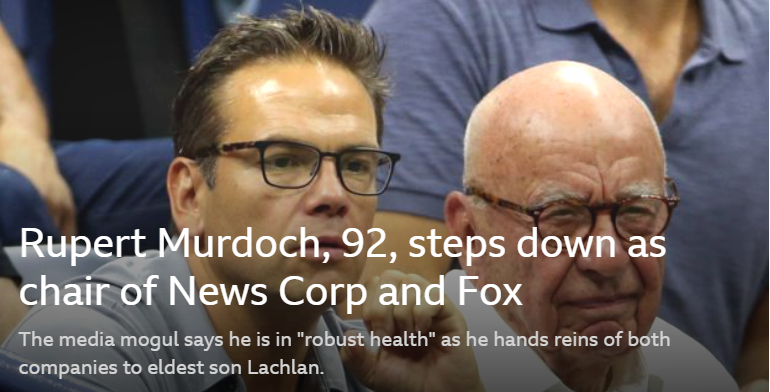 Rupert Murdoch, 92, steps down as
chair of News Corp and Fox
The media mogul says he is in "robust health" as he hands reins of both
companies to eldest son Lachlan.